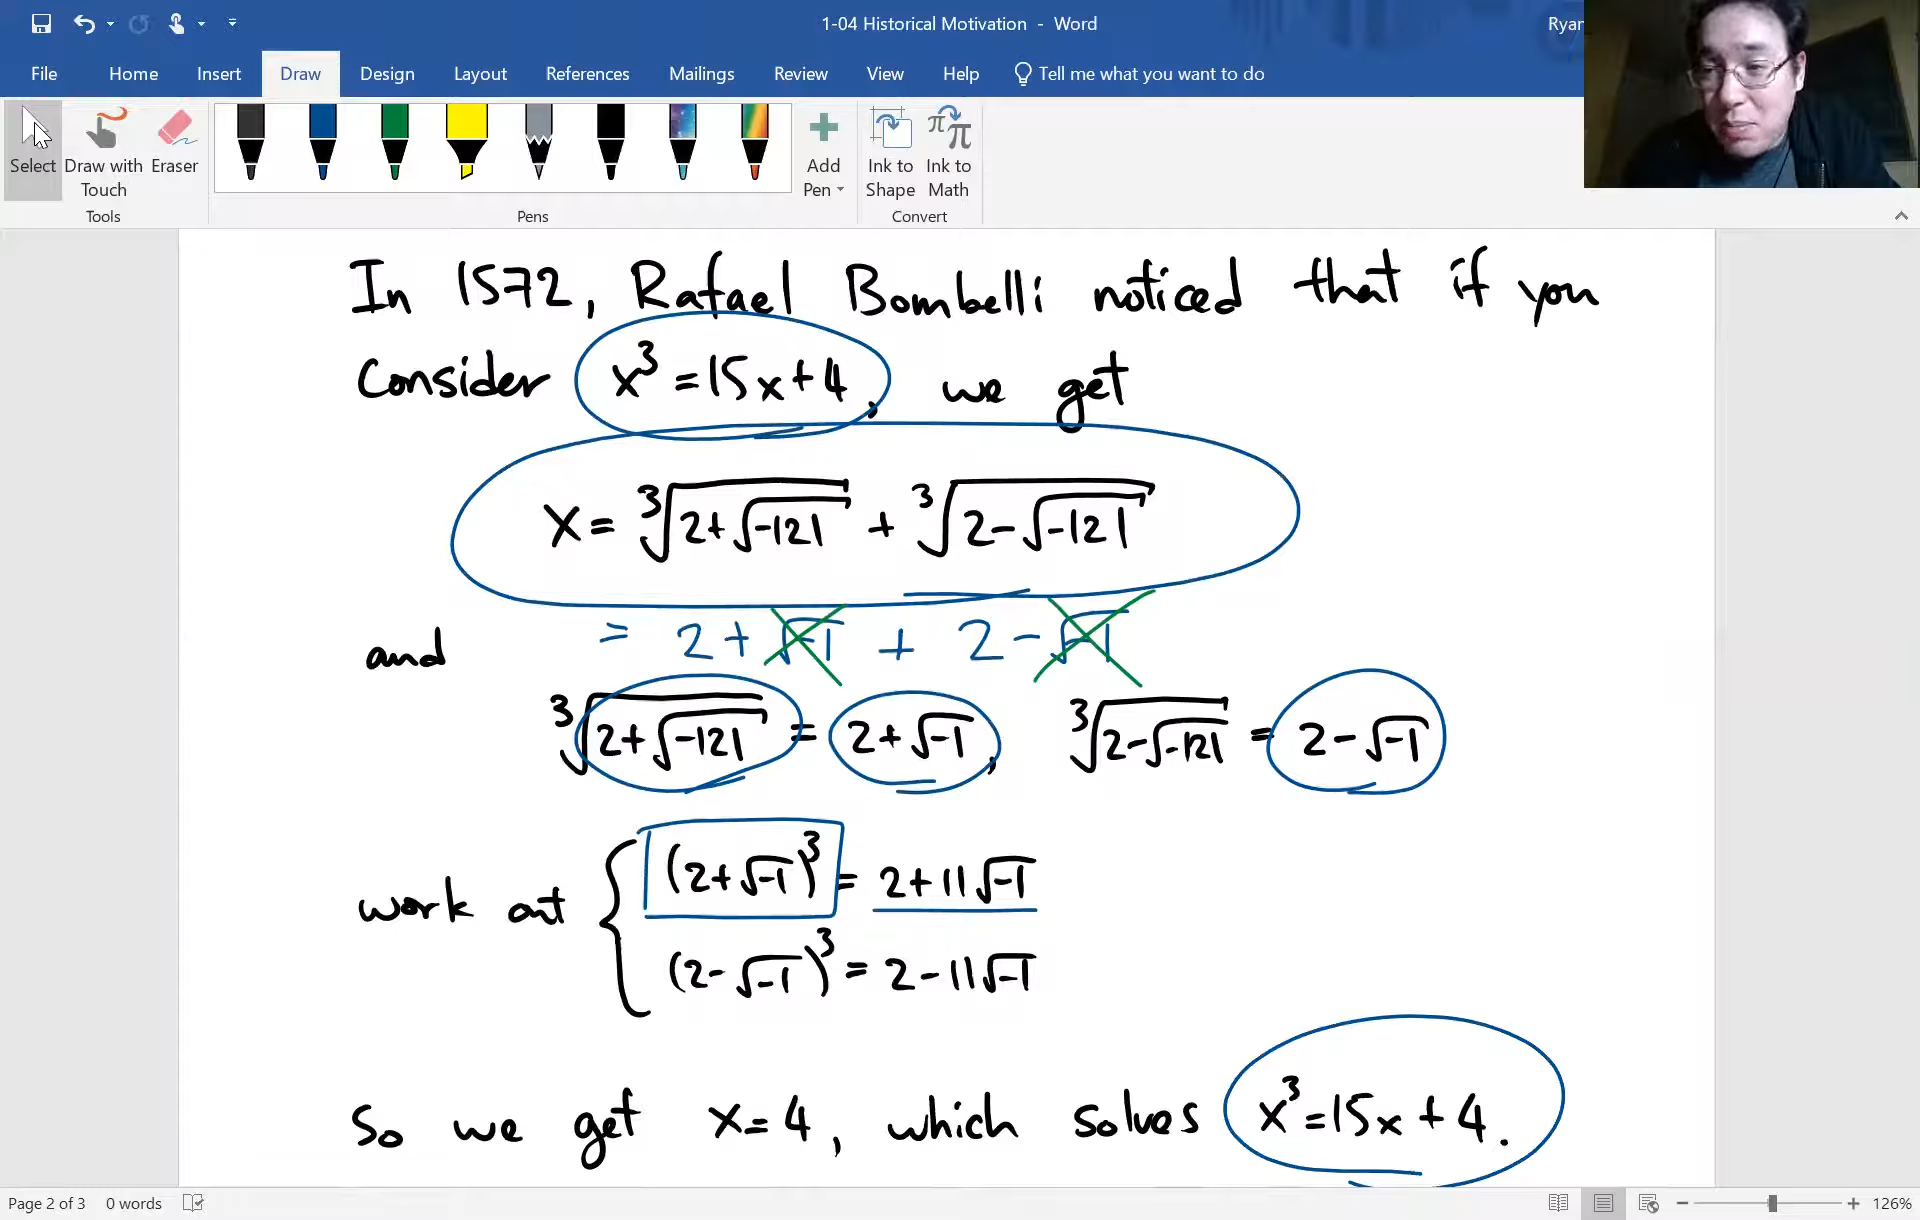 1-04 Historical Motivation - Word
Ryan
File Home Insert Draw Design Layout References Mailings Review View Help Tell me what you want to do
Select Draw with Touch Eraser Add Pen Ink to Shape Ink to Math
Tools Pens Convert
In 1572, Rafael Bombelli noticed that if you
Consider x³ = 15x + 4, we get
x = ∛(2+√-121) + ∛(2-√-121)
= 2 + √-1 + 2 - √-1
and
∛(2+√-121) = 2+√-1, ∛(2-√-121) = 2-√-1
work out { (2+√-1)³ = 2+11√-1
(2-√-1)³ = 2-11√-1
So we get x=4, which solves x³=15x+4.
Page 2 of 3 0 words 126%